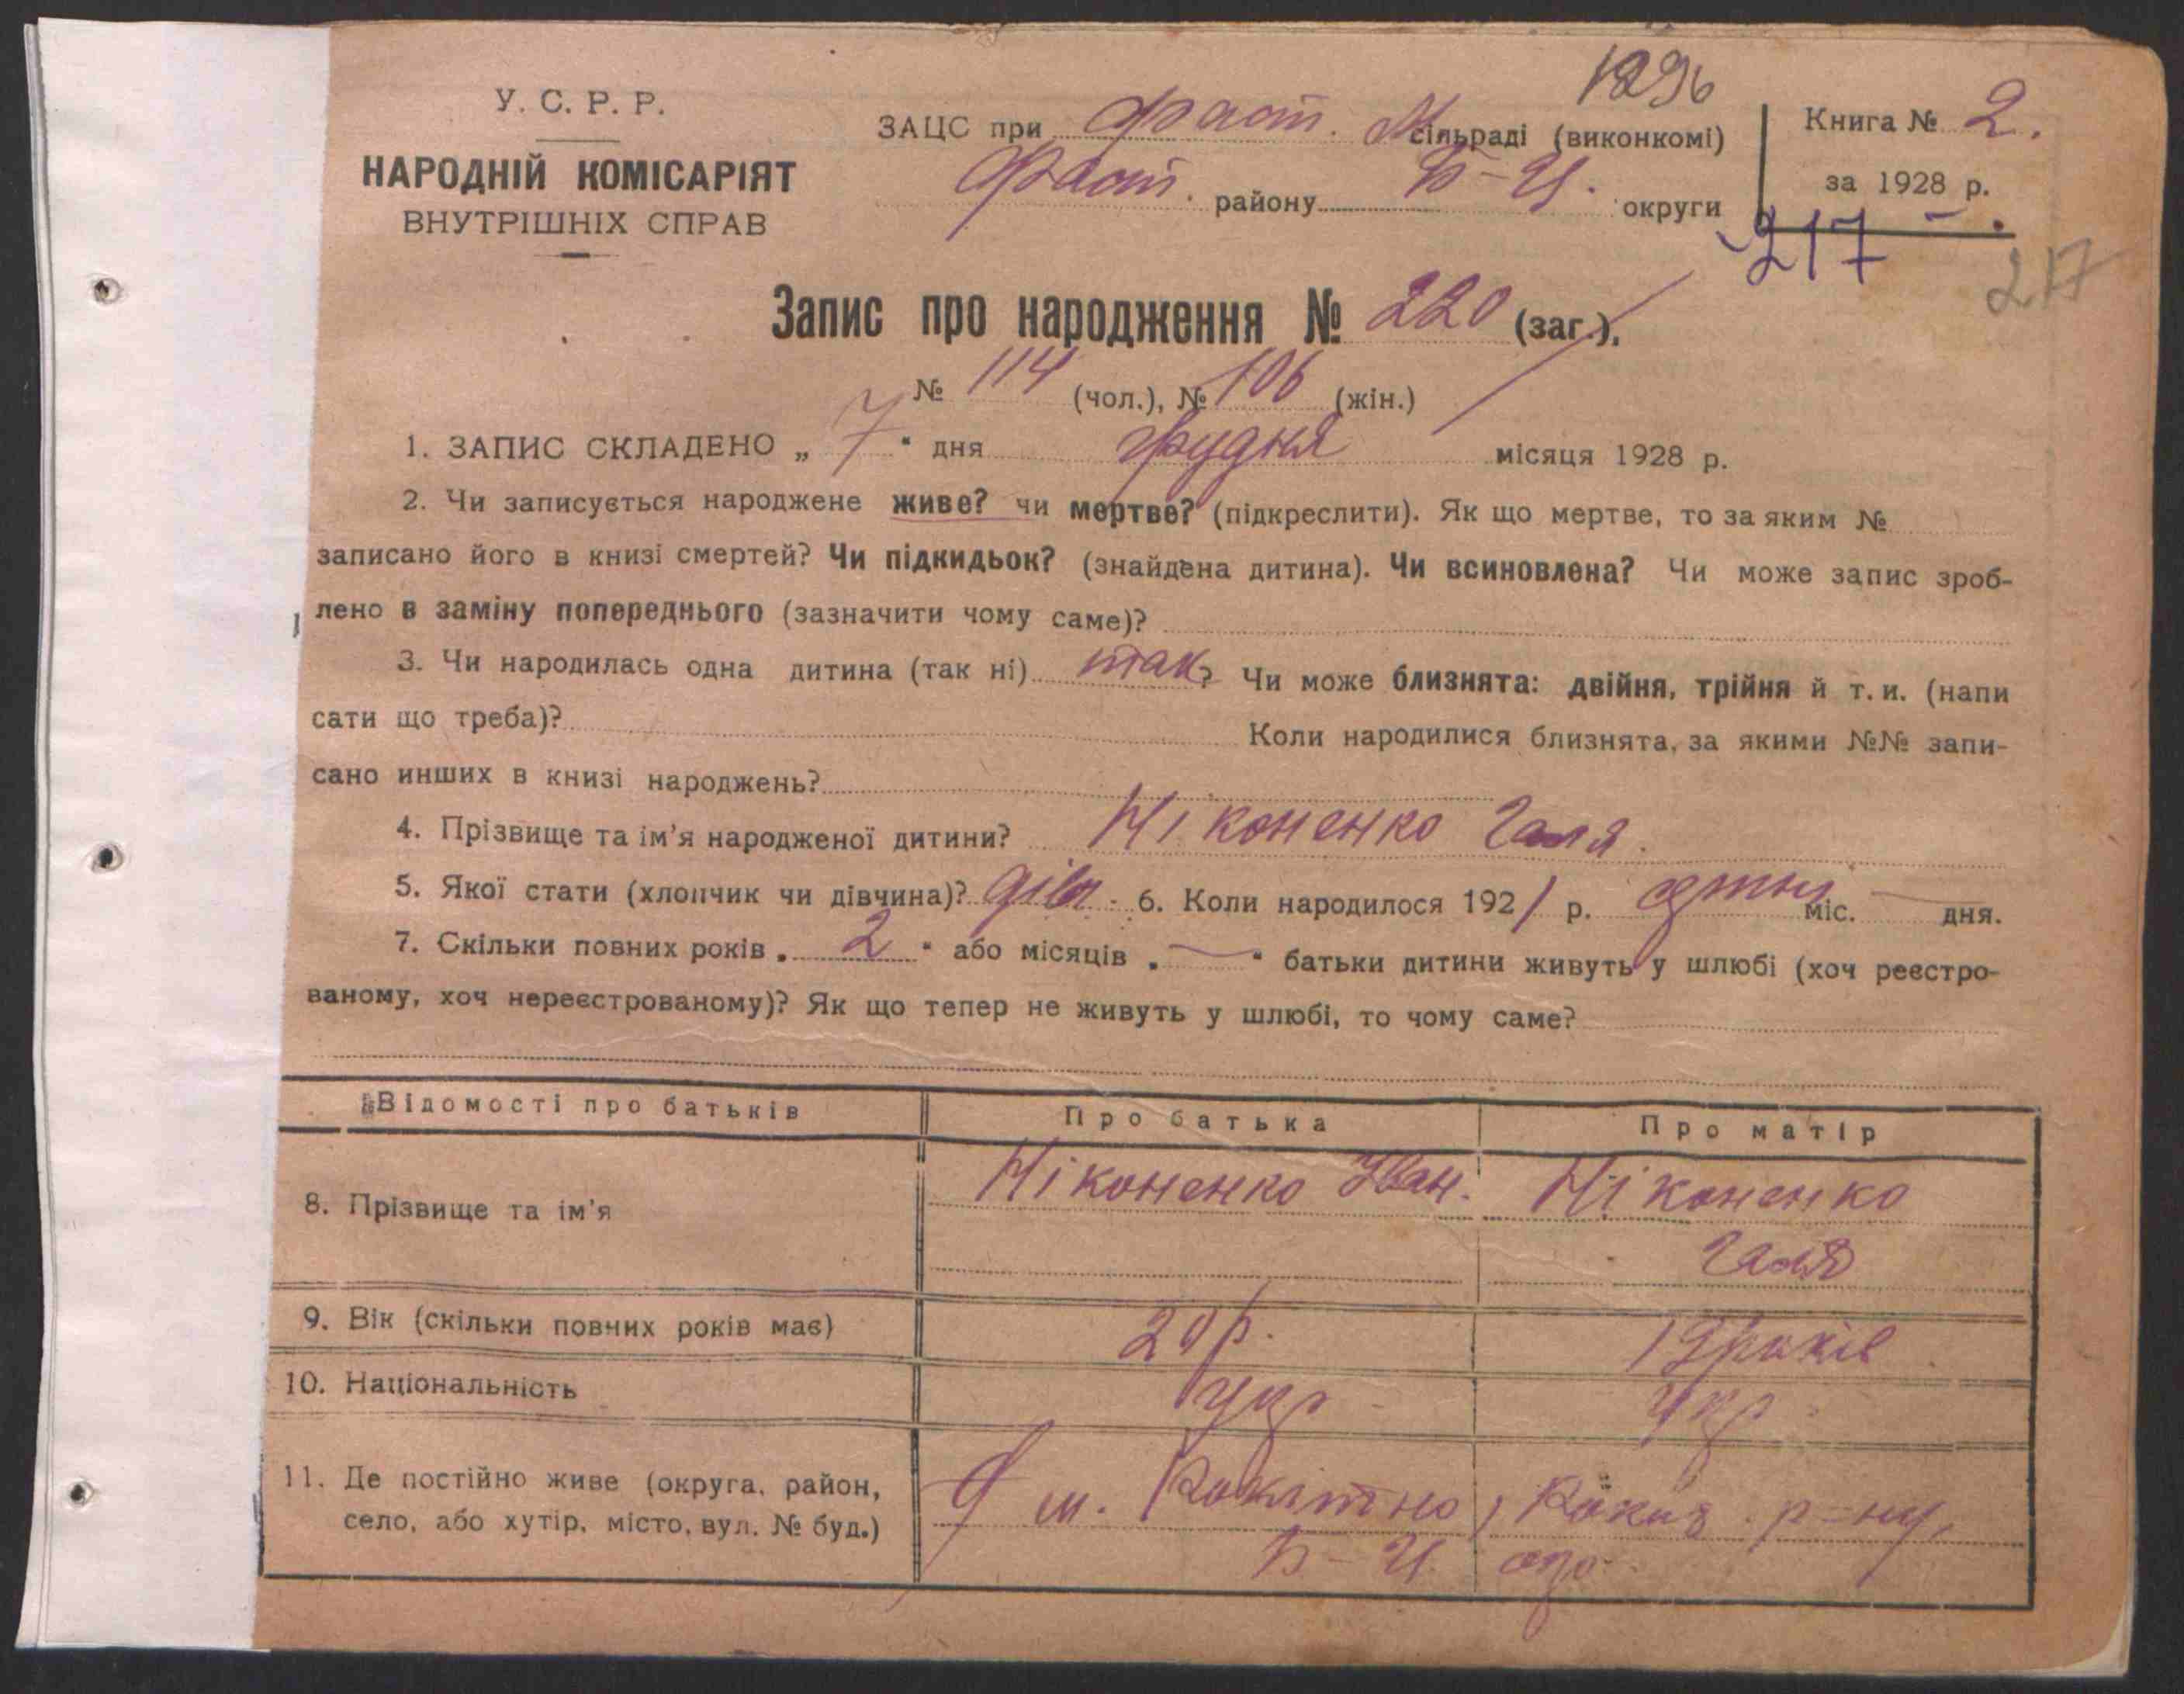 1296
У. С. Р. Р.
НАРОДНІЙ КОМІСАРІЯТ
ВНУТРІШНІХ СПРАВ
ЗАЦС при Фаст. М сільраді (виконкомі)
Фаст. району Б-Ц. округи
Книга № 2.
за 1928 р.
217
217
Запис про народження № 220 (заг.).
№ 114 (чол.), № 106 (жін.)
1. ЗАПИС СКЛАДЕНО „ 7 " дня грудня місяця 1928 р.
2. Чи записується народжене живе? чи мертве? (підкреслити). Як що мертве, то за яким №
записано його в книзі смертей? Чи підкидьок? (знайдена дитина). Чи всиновлена? Чи може запис зроб-
лено в заміну попереднього (зазначити чому саме)?
3. Чи народилась одна дитина (так ні) так? Чи може близнята: двійня, трійня й т. и. (напи
сати що треба)? Коли народилися близнята, за якими №№ запи-
сано инших в книзі народжень?
4. Прізвище та ім'я народженої дитини? Ніконенко Галя.
5. Якої стати (хлопчик чи дівчина)? дівч. 6. Коли народилося 192 р. міс. — дня.
7. Скільки повних років „ 2 " або місяців „ — " батьки дитини живуть у шлюбі (хоч реєстро-
ваному, хоч нереєстрованому)? Як що тепер не живуть у шлюбі, то чому саме?
Відомості про батьків Про батька Про матір
8. Прізвище та ім'я Ніконенко Іван. Ніконенко
Галя
9. Вік (скільки повних років має) 20 р. 19 років
10. Національність укр укр
11. Де постійно живе (округа, район, м. Рокітно, р-ну,
село, або хутір, місто, вул. № буд.) Б-Ц. окр.